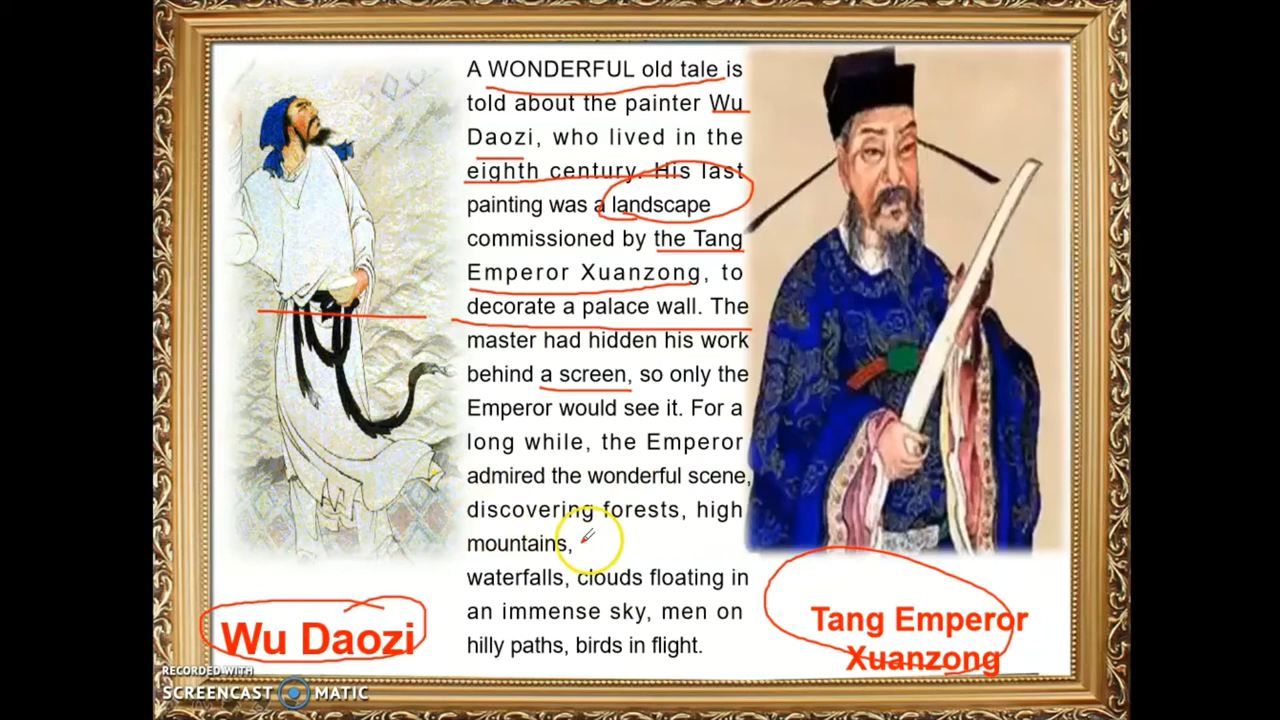 A WONDERFUL old tale is
told about the painter Wu
Daozi, who lived in the
eighth century. His last
painting was a landscape
commissioned by the Tang
Emperor Xuanzong, to
decorate a palace wall. The
master had hidden his work
behind a screen, so only the
Emperor would see it. For a
long while, the Emperor
admired the wonderful scene,
discovering forests, high
mountains,
waterfalls, clouds floating in
an immense sky, men on
hilly paths, birds in flight.
Wu Daozi
Tang Emperor
Xuanzong
RECORDED WITH
SCREENCAST MATIC